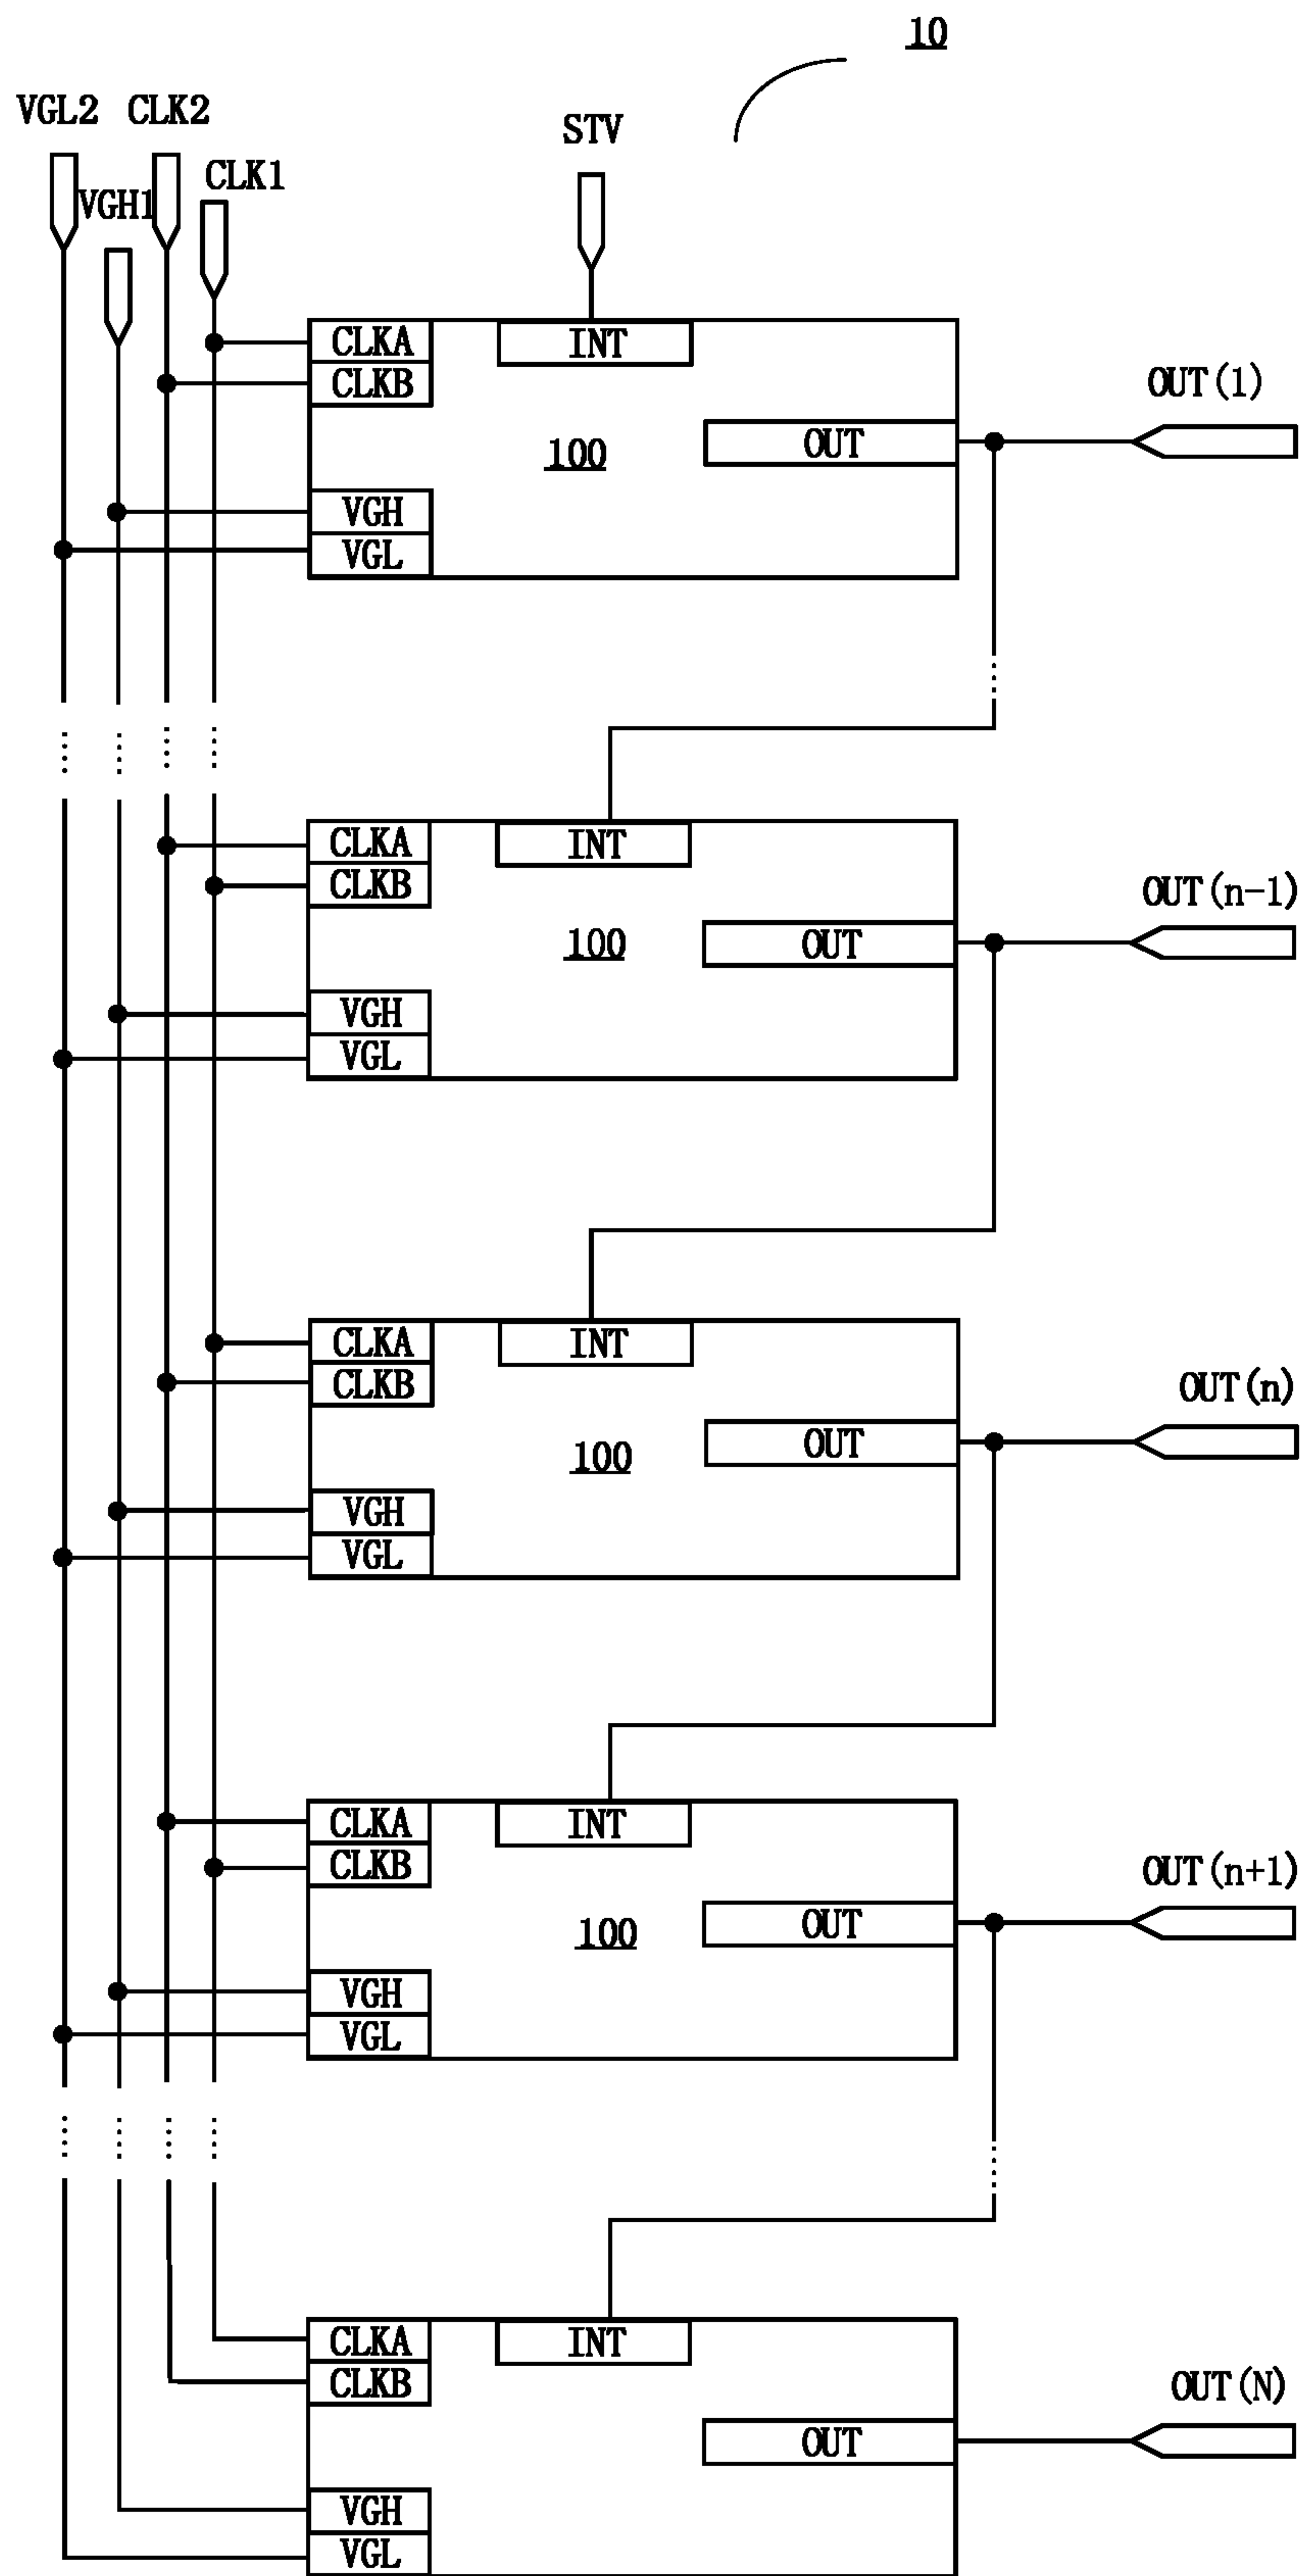 10
VGL2 CLK2
STV
CLK1
VGH1
CLKA
INT
CLKB
OUT(1)
OUT
100
VGH
VGL
CLKA
INT
CLKB
OUT(n-1)
OUT
100
VGH
VGL
CLKA
INT
CLKB
OUT(n)
OUT
100
VGH
VGL
CLKA
INT
CLKB
OUT(n+1)
OUT
100
VGH
VGL
CLKA
INT
CLKB
OUT(N)
OUT
VGH
VGL